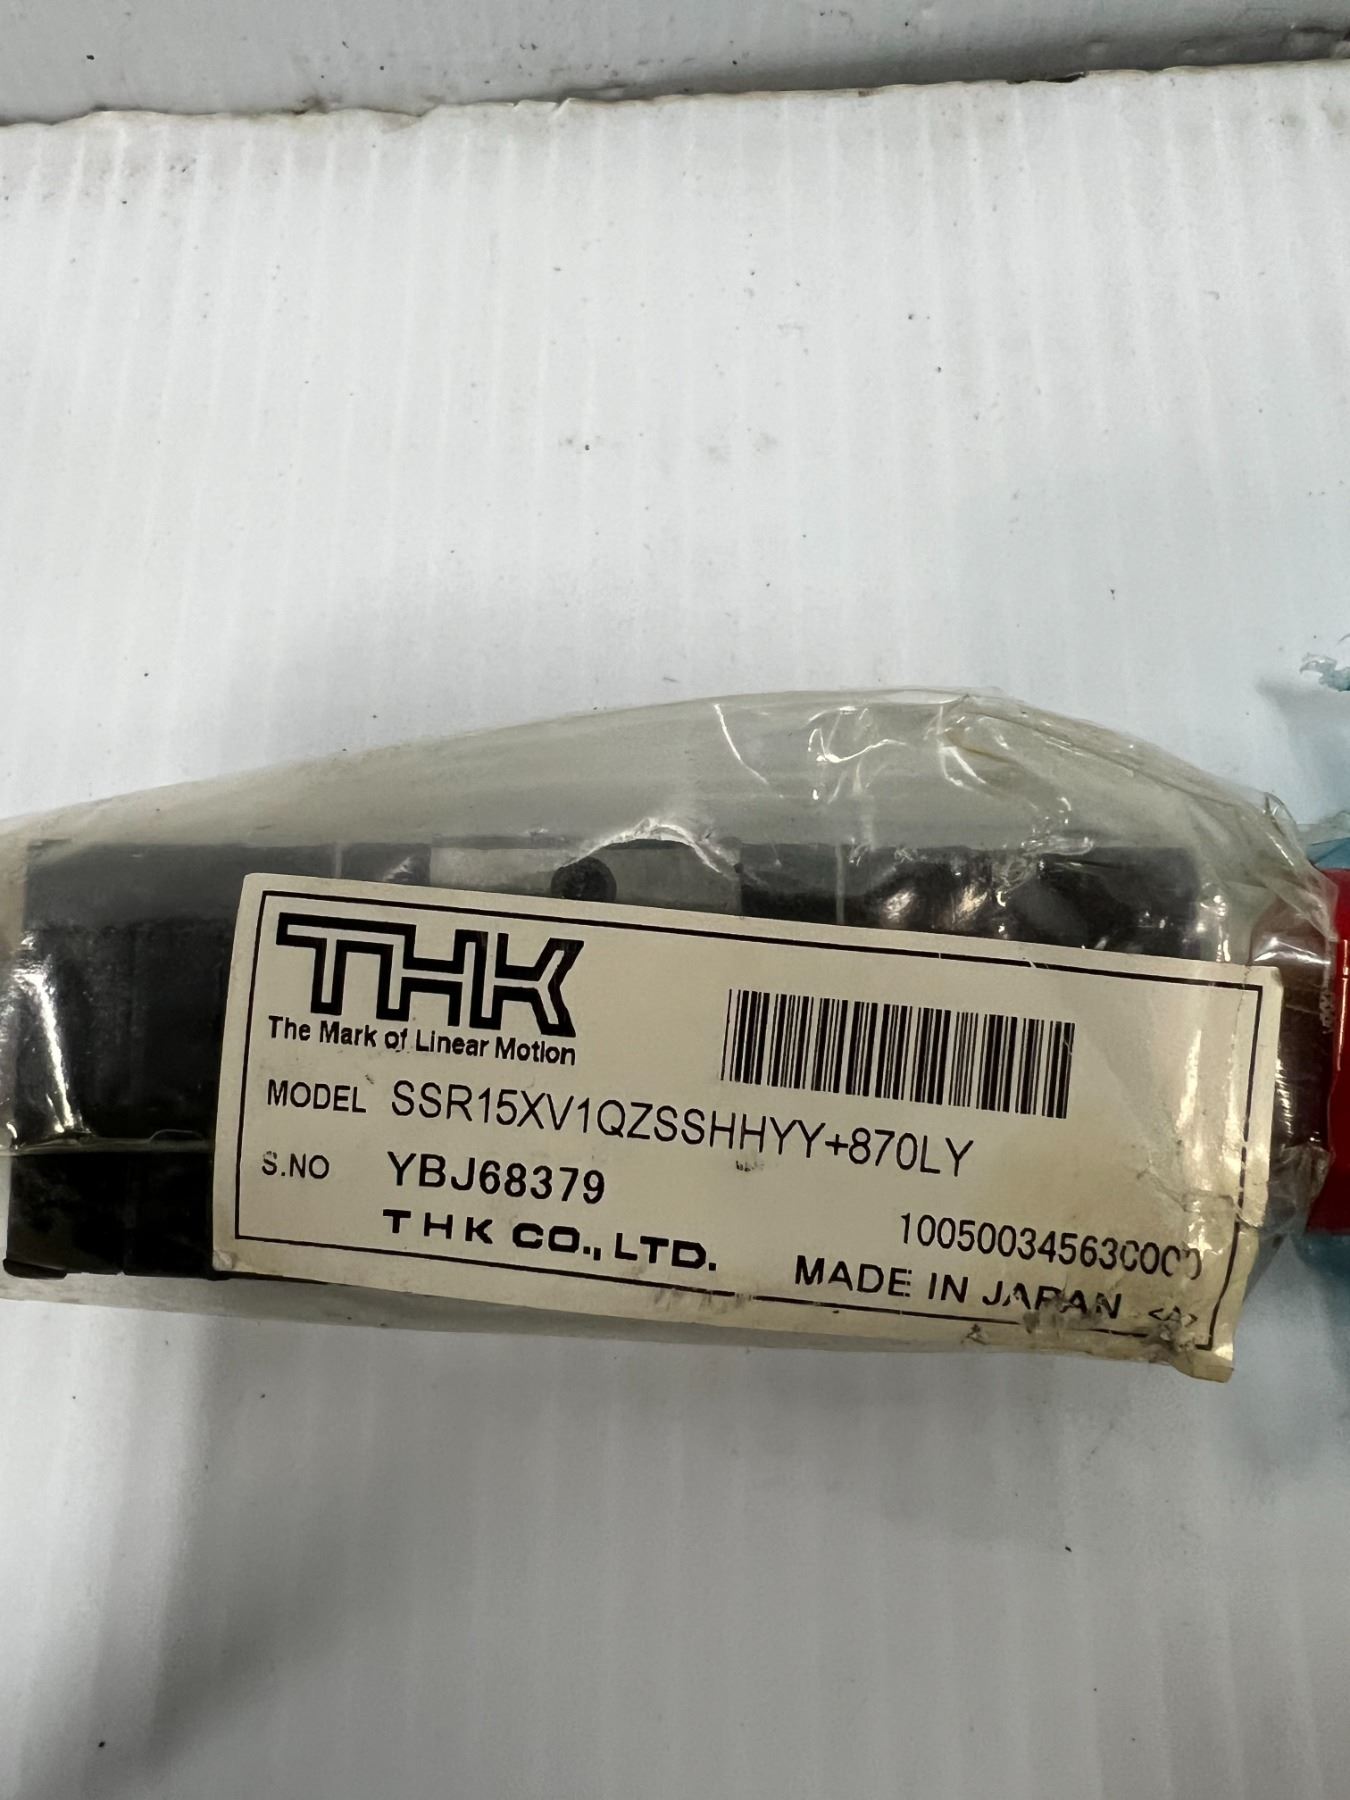 THK
The Mark of Linear Motion
MODEL SSR15XV1QZSSHHYY+870LY
S.NO YBJ68379
THK CO., LTD.
MADE IN JAPAN <A>